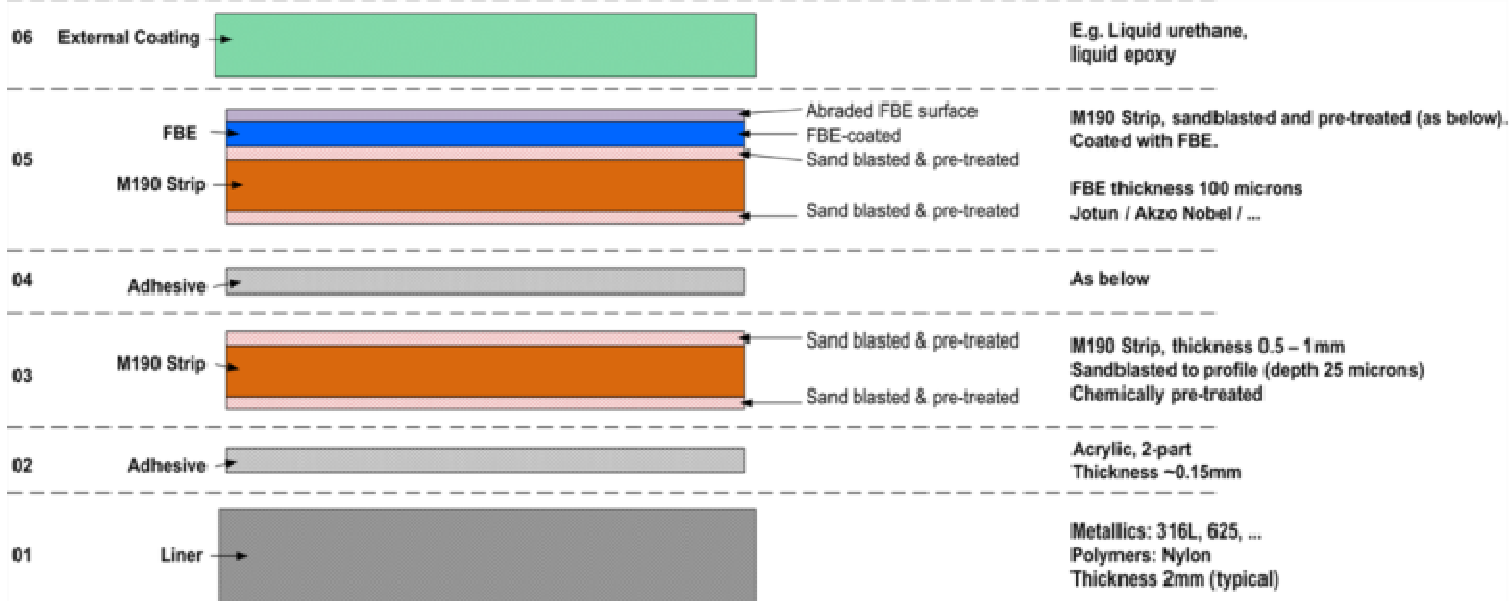 06
External Coating
E.g. Liquid urethane,
liquid epoxy
05
FBE
M190 Strip
Abraded FBE surface
FBE-coated
Sand blasted & pre-treated
Sand blasted & pre-treated
M190 Strip, sandblasted and pre-treated (as below).
Coated with FBE.
FBE thickness 100 microns
Jotun / Akzo Nobel / ...
04
Adhesive
As below
03
M190 Strip
Sand blasted & pre-treated
Sand blasted & pre-treated
M190 Strip, thickness 0.5 – 1mm
Sandblasted to profile (depth 25 microns)
Chemically pre-treated
02
Adhesive
Acrylic, 2-part
Thickness ~0.15mm
01
Liner
Metallics: 316L, 625, ...
Polymers: Nylon
Thickness 2mm (typical)